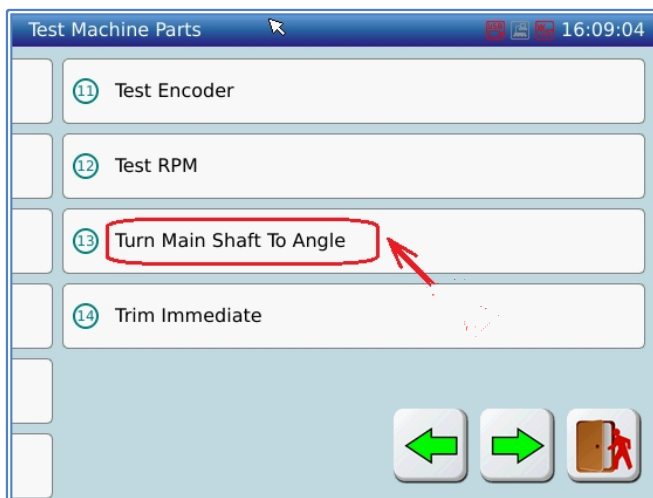 Test Machine Parts 16:09:04
11 Test Encoder
12 Test RPM
13 Turn Main Shaft To Angle
14 Trim Immediate